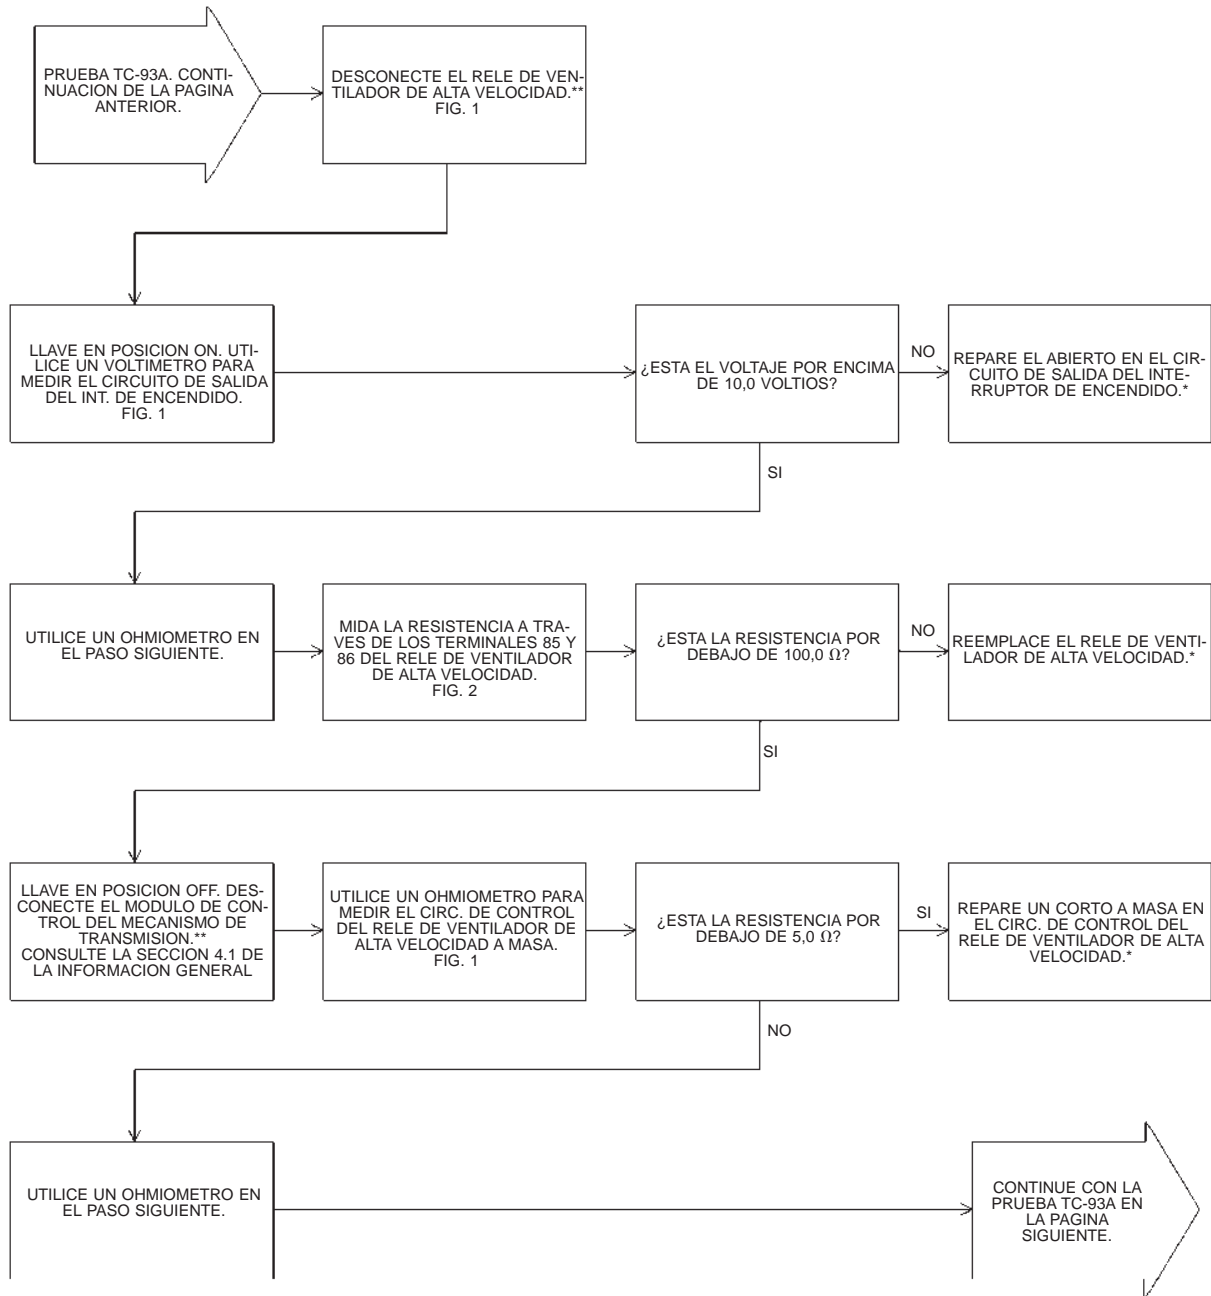 PRUEBA TC-93A. CONTI-
NUACION DE LA PAGINA
ANTERIOR.
DESCONECTE EL RELE DE VEN-
TILADOR DE ALTA VELOCIDAD.**
FIG. 1
LLAVE EN POSICION ON. UTI-
LICE UN VOLTIMETRO PARA
MEDIR EL CIRCUITO DE SALIDA
DEL INT. DE ENCENDIDO.
FIG. 1
¿ESTA EL VOLTAJE POR ENCIMA
DE 10,0 VOLTIOS?
NO
REPARE EL ABIERTO EN EL CIR-
CUITO DE SALIDA DEL INTE-
RRUPTOR DE ENCENDIDO.*
SI
UTILICE UN OHMIOMETRO EN
EL PASO SIGUIENTE.
MIDA LA RESISTENCIA A TRA-
VES DE LOS TERMINALES 85 Y
86 DEL RELE DE VENTILADOR
DE ALTA VELOCIDAD.
FIG. 2
¿ESTA LA RESISTENCIA POR
DEBAJO DE 100,0 Ω?
NO
REEMPLACE EL RELE DE VENTI-
LADOR DE ALTA VELOCIDAD.*
SI
LLAVE EN POSICION OFF. DES-
CONECTE EL MODULO DE CON-
TROL DEL MECANISMO DE
TRANSMISION.**
CONSULTE LA SECCION 4.1 DE
LA INFORMACION GENERAL
UTILICE UN OHMIOMETRO PARA
MEDIR EL CIRC. DE CONTROL
DEL RELE DE VENTILADOR DE
ALTA VELOCIDAD A MASA.
FIG. 1
¿ESTA LA RESISTENCIA POR
DEBAJO DE 5,0 Ω?
SI
REPARE UN CORTO A MASA EN
EL CIRC. DE CONTROL DEL
RELE DE VENTILADOR DE ALTA
VELOCIDAD.*
NO
UTILICE UN OHMIOMETRO EN
EL PASO SIGUIENTE.
CONTINUE CON LA
PRUEBA TC-93A EN
LA PAGINA
SIGUIENTE.